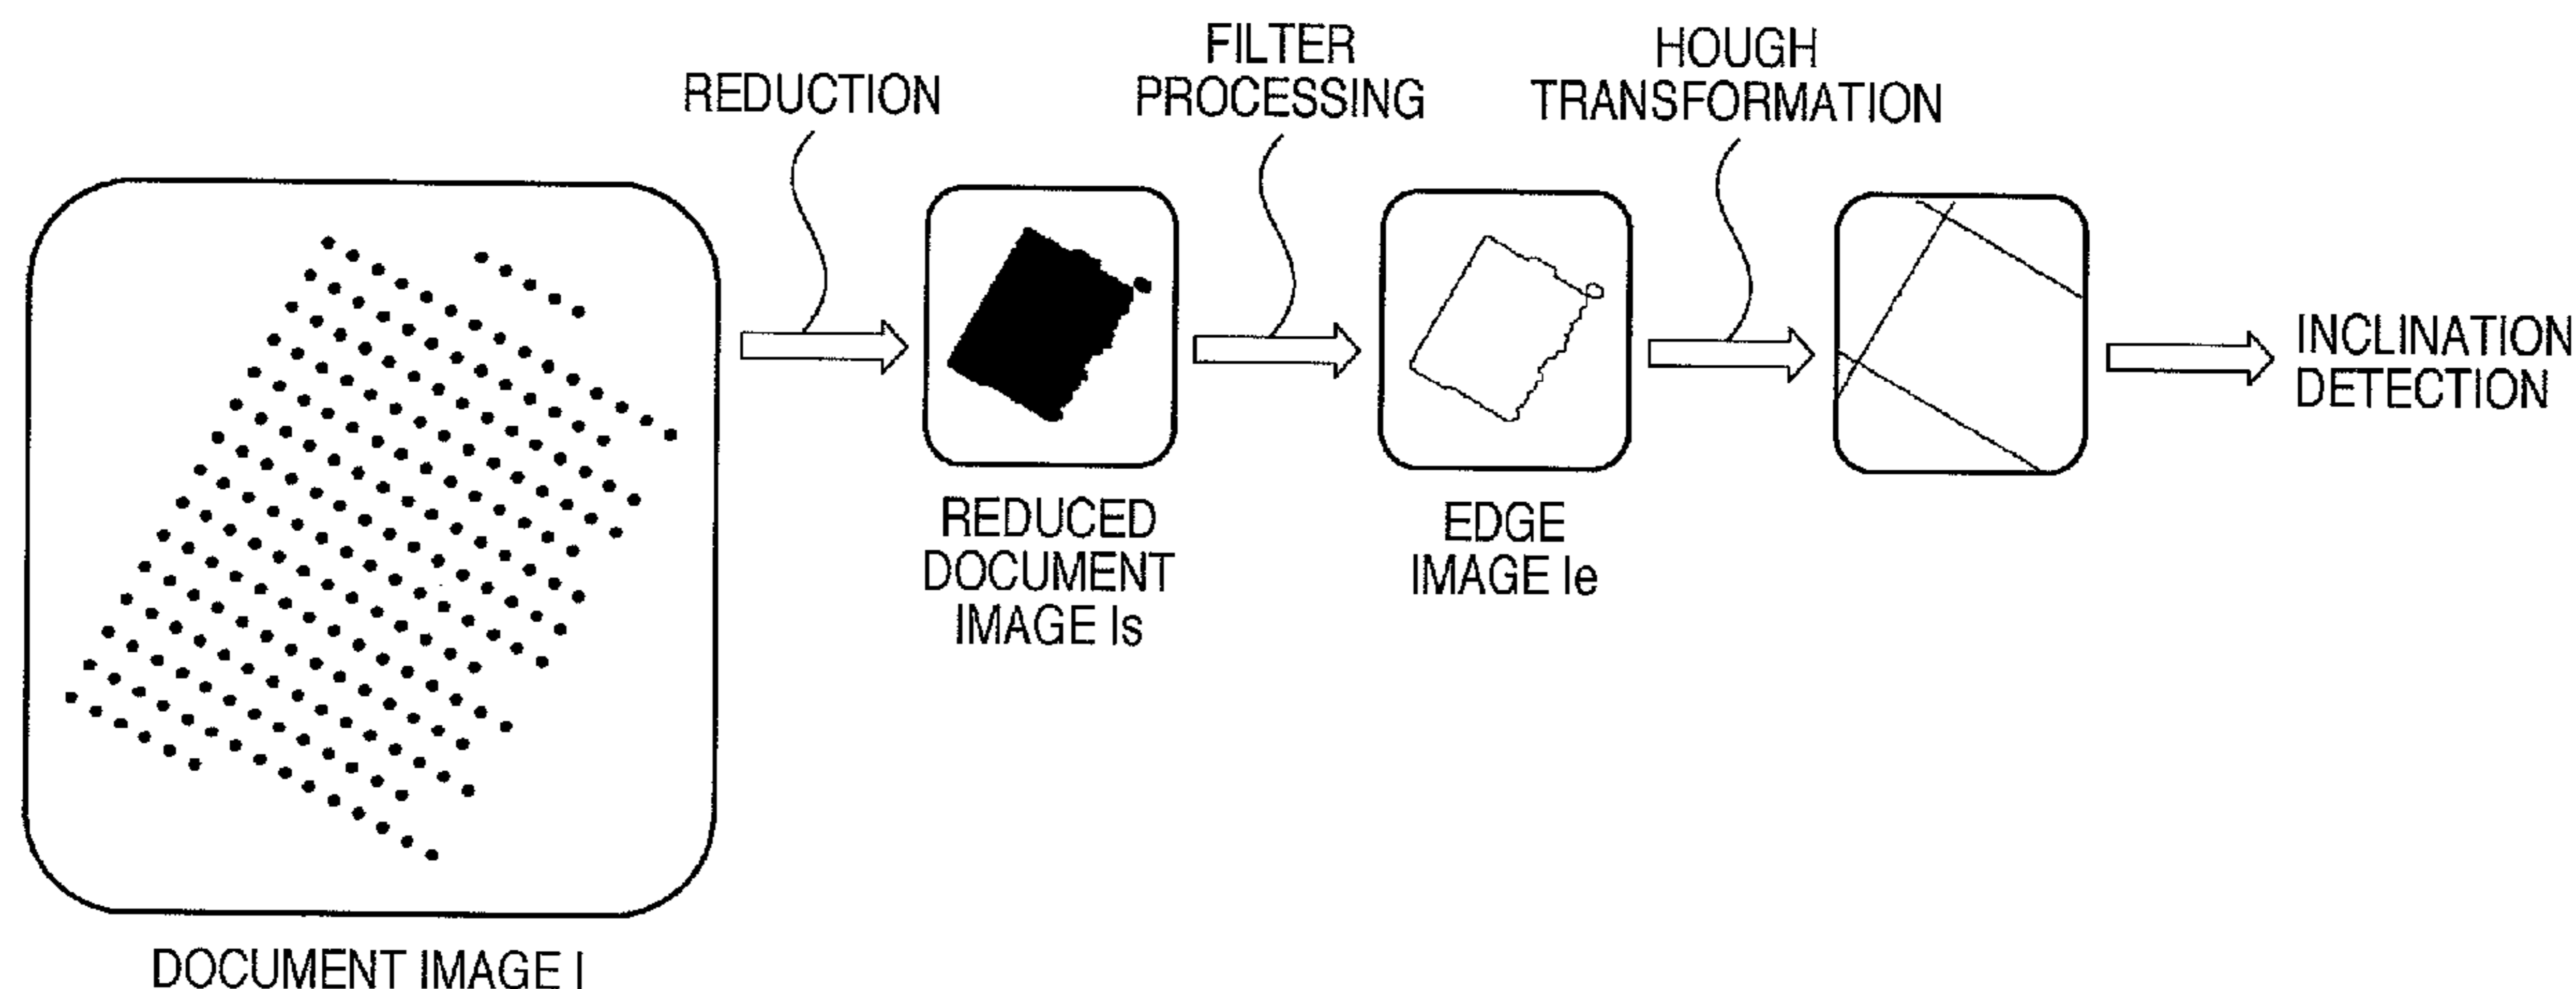 REDUCTION
FILTER
PROCESSING
HOUGH
TRANSFORMATION
INCLINATION
DETECTION
REDUCED
DOCUMENT
IMAGE Is
EDGE
IMAGE Ie
DOCUMENT IMAGE I